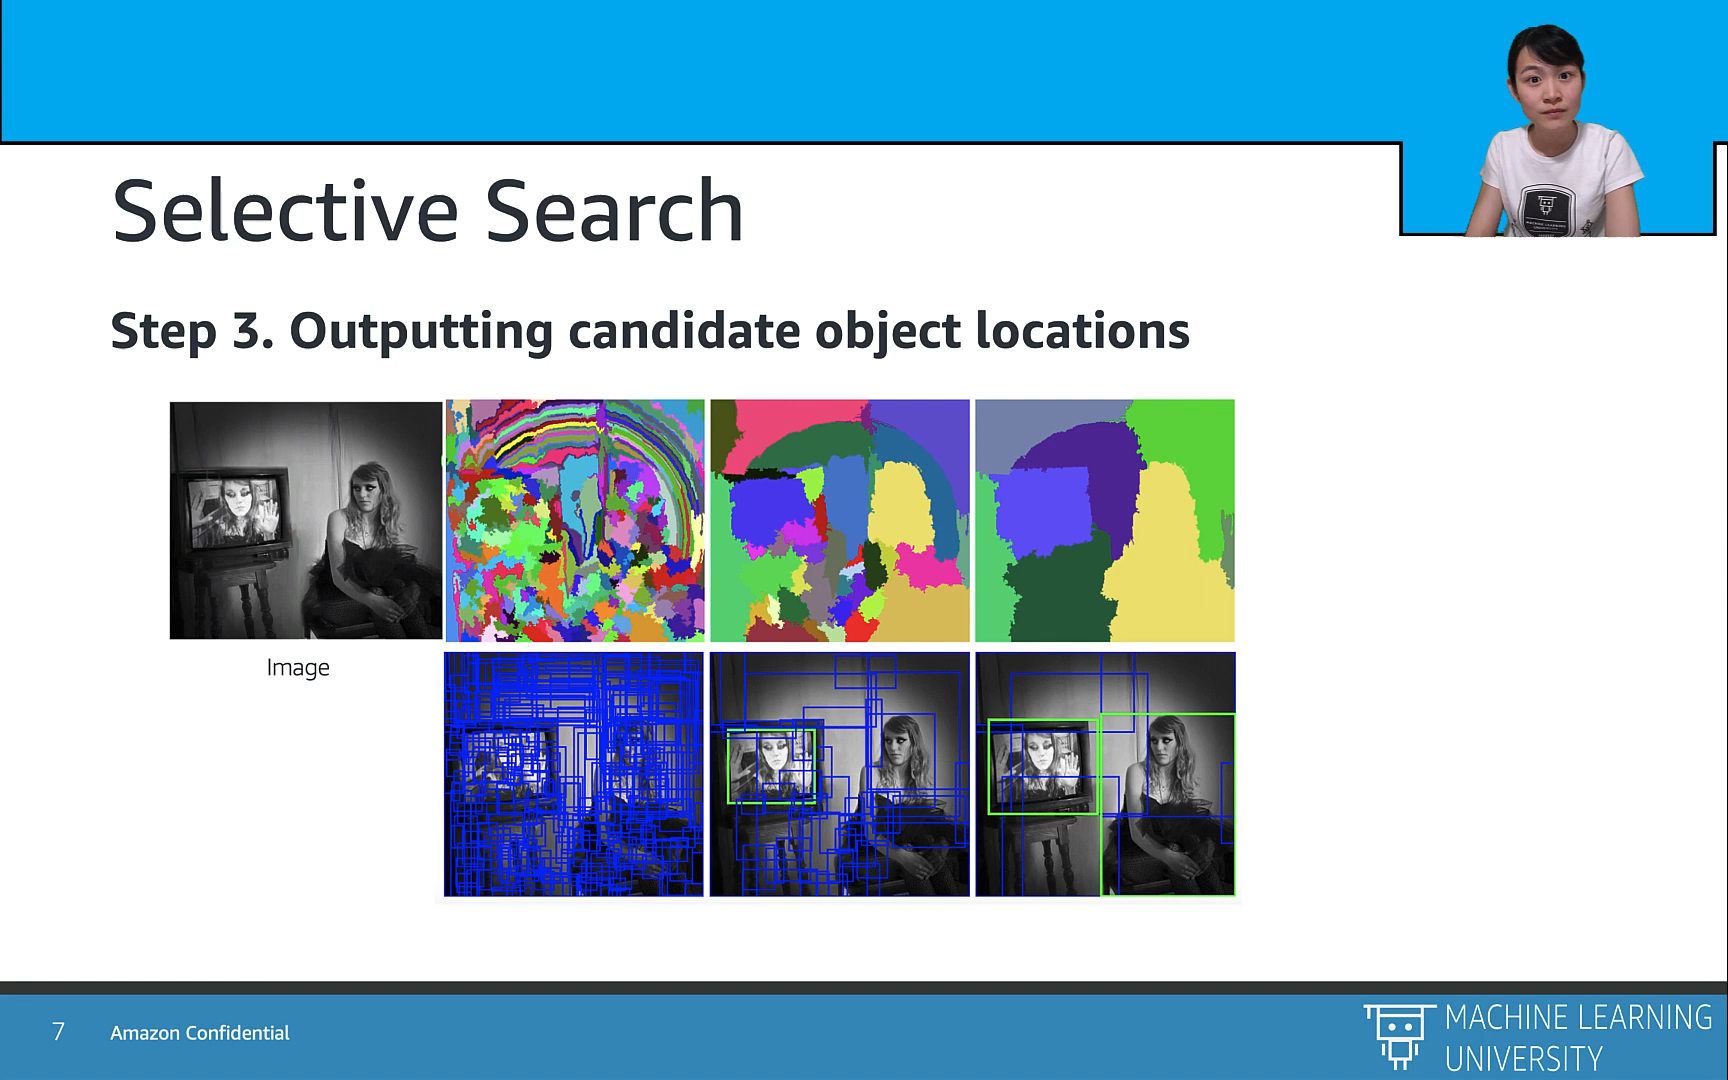 Selective Search
Step 3. Outputting candidate object locations
Image
7
Amazon Confidential
MACHINE LEARNING
UNIVERSITY